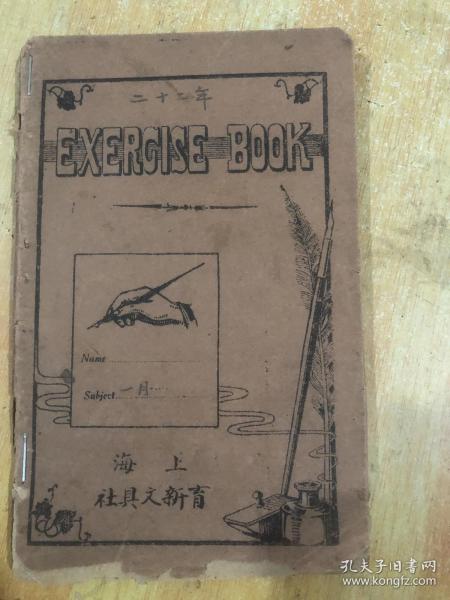 二十二年
EXERCISE BOOK
Name
Subject 一月
上海
育新文具社
孔夫子旧书网
www.kongfz.com